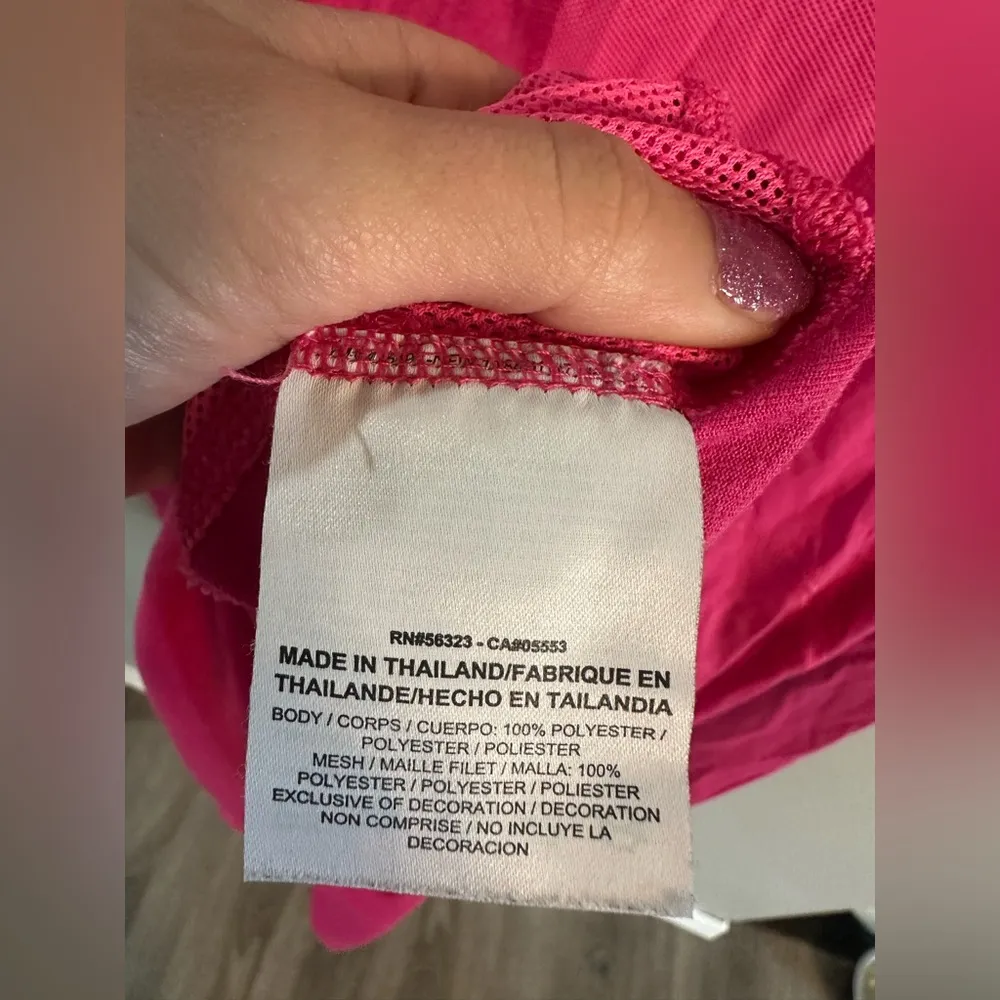 RN#56323 - CA#05553
MADE IN THAILAND/FABRIQUE EN
THAILANDE/HECHO EN TAILANDIA
BODY / CORPS / CUERPO: 100% POLYESTER /
POLYESTER / POLIESTER
MESH / MAILLE FILET / MALLA: 100%
POLYESTER / POLYESTER / POLIESTER
EXCLUSIVE OF DECORATION / DECORATION
NON COMPRISE / NO INCLUYE LA
DECORACION